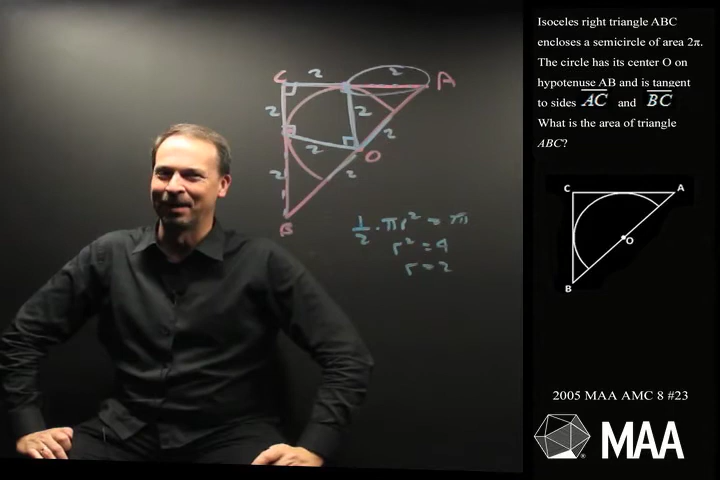 C 2 2 A
2 2 2
2 O
2 2
B
1/2 · πr² = π
r² = 4
r = 2
Isoceles right triangle ABC
encloses a semicircle of area 2π.
The circle has its center O on
hypotenuse AB and is tangent
to sides AC and BC
What is the area of triangle
ABC?
C A
O
B
2005 MAA AMC 8 #23
MAA